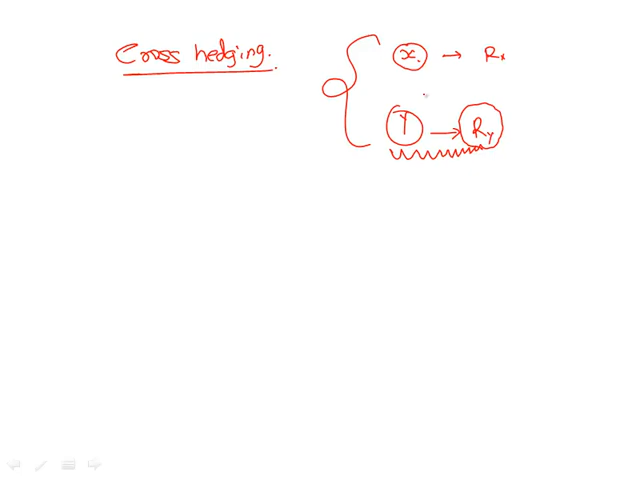 Cross hedging.
x → Rx
Y → Ry